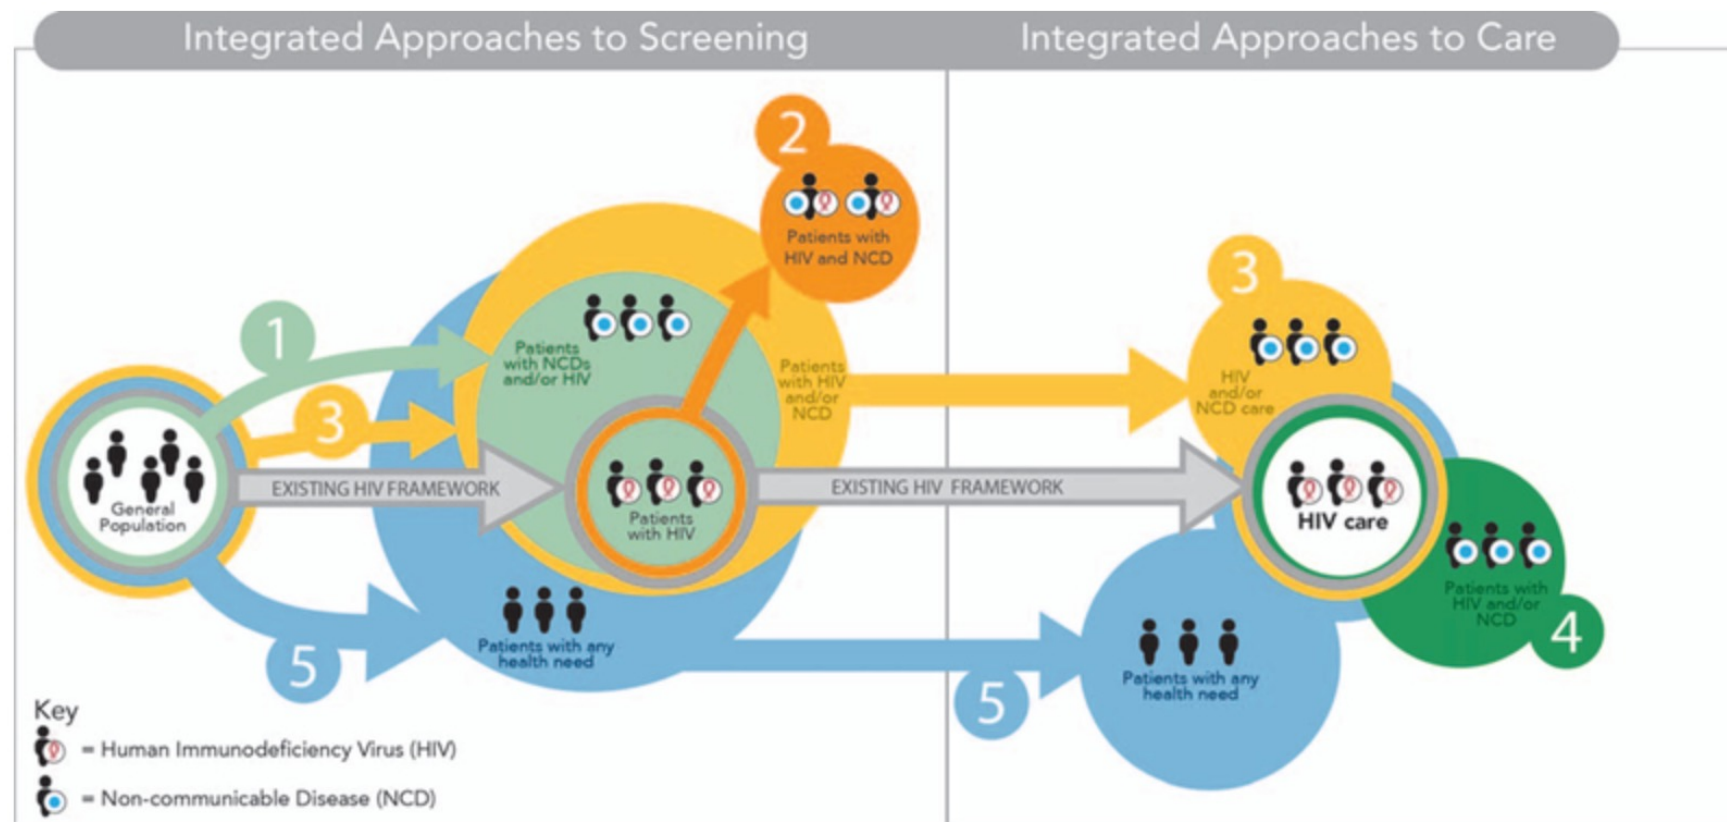 Integrated Approaches to Screening
Integrated Approaches to Care
2
Patients with
HIV and NCD
1
Patients
with NCDs
and/or HIV
3
Patients
with HIV
and/or
NCD
3
HIV
and/or
NCD care
General
Population
EXISTING HIV FRAMEWORK
Patients
with HIV
EXISTING HIV FRAMEWORK
HIV care
Patients with
HIV and/or
NCD
4
5
Patients with any
health need
5
Patients with any
health need
Key
= Human Immunodeficiency Virus (HIV)
= Non-communicable Disease (NCD)